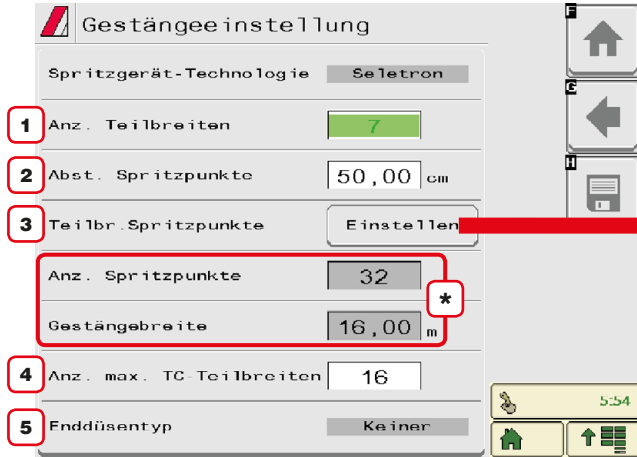 Gestängeeinstellung
F
Spritzgerät-Technologie Seletron
G
1 Anz. Teilbreiten 7
2 Abst. Spritzpunkte 50,00 cm
H
3 Teilbr.Spritzpunkte Einstellen
Anz. Spritzpunkte 32
*
Gestängebreite 16,00 m
4 Anz. max. TC-Teilbreiten 16
5:54
5 Enddüsentyp Keiner